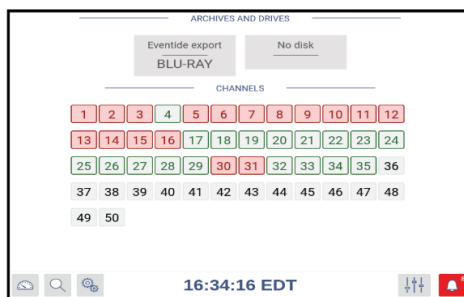 ARCHIVES AND DRIVES
Eventide export
BLU-RAY
No disk
CHANNELS
1 2 3 4 5 6 7 8 9 10 11 12
13 14 15 16 17 18 19 20 21 22 23 24
25 26 27 28 29 30 31 32 33 34 35 36
37 38 39 40 41 42 43 44 45 46 47 48
49 50
16:34:16 EDT